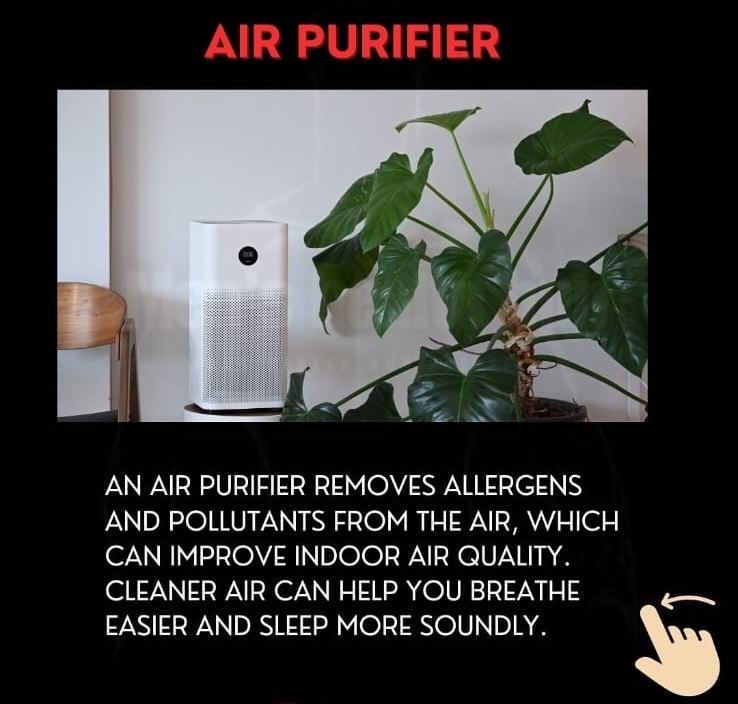 AIR PURIFIER
AN AIR PURIFIER REMOVES ALLERGENS
AND POLLUTANTS FROM THE AIR, WHICH
CAN IMPROVE INDOOR AIR QUALITY.
CLEANER AIR CAN HELP YOU BREATHE
EASIER AND SLEEP MORE SOUNDLY.